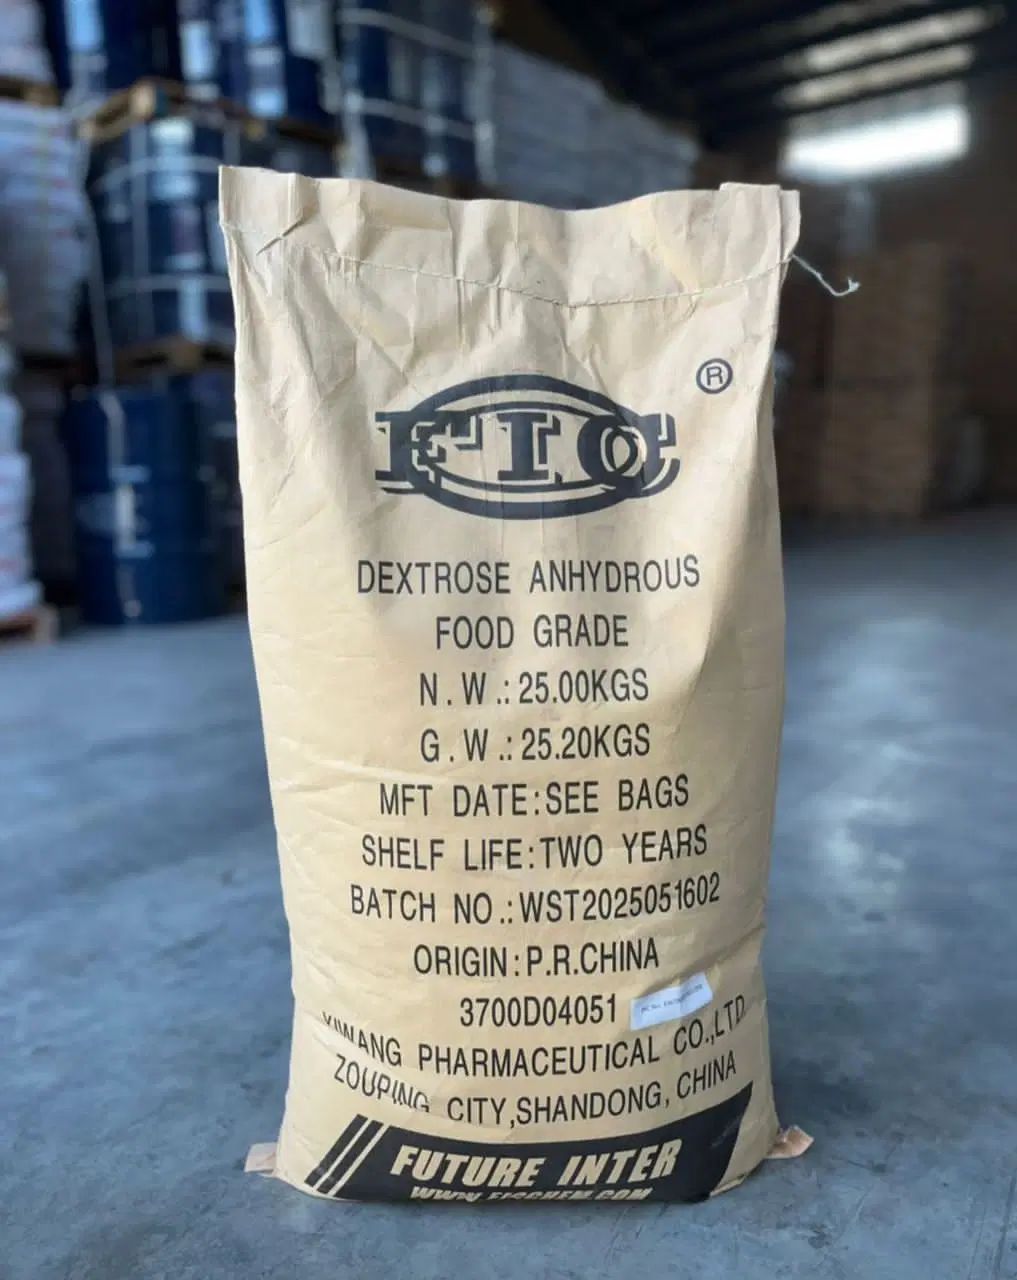 FIC
®
DEXTROSE ANHYDROUS
FOOD GRADE
N.W.:25.00KGS
G.W.:25.20KGS
MFT DATE:SEE BAGS
SHELF LIFE:TWO YEARS
BATCH NO.:WST2025051602
ORIGIN:P.R.CHINA
3700D04051
XIWANG PHARMACEUTICAL CO.,LTD.
ZOUPING CITY,SHANDONG,CHINA
FUTURE INTER